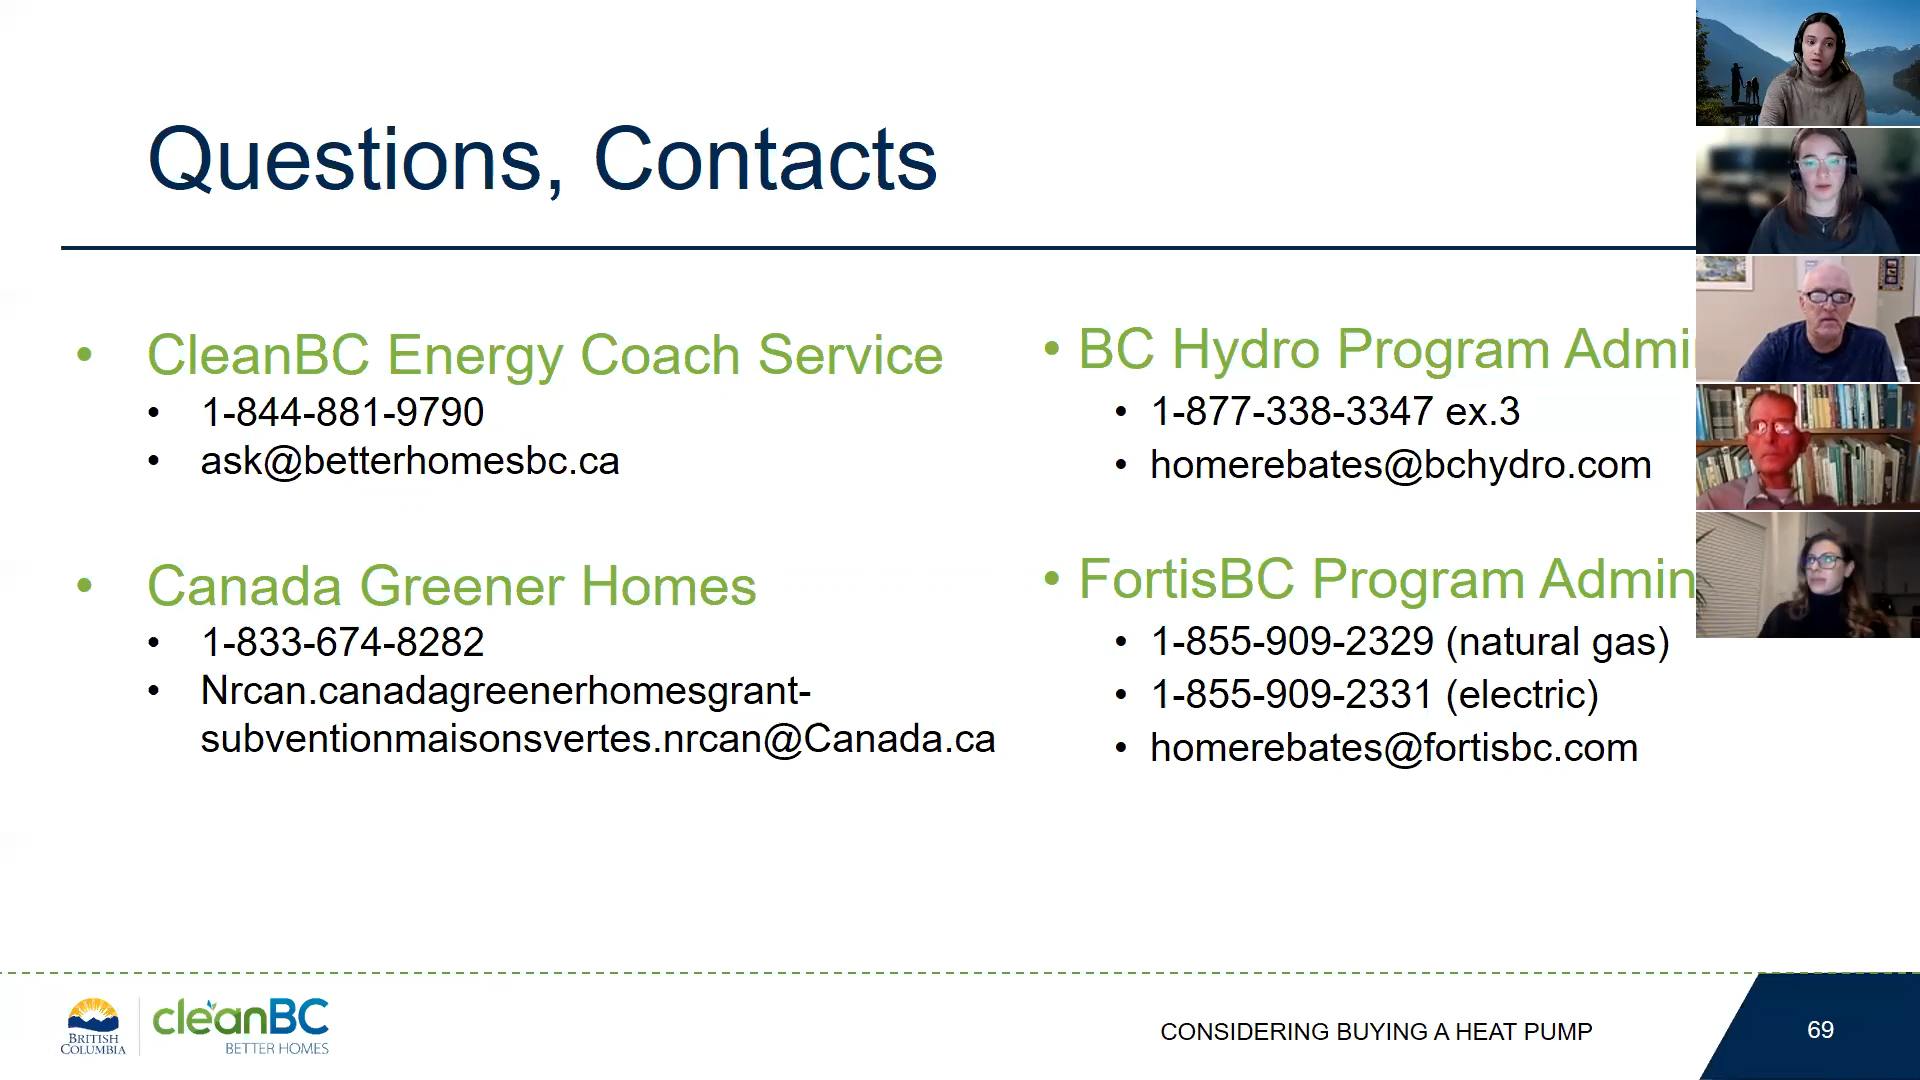 Questions, Contacts
• CleanBC Energy Coach Service
• 1-844-881-9790
• ask@betterhomesbc.ca
• Canada Greener Homes
• 1-833-674-8282
• Nrcan.canadagreenerhomesgrant-
subventionmaisonsvertes.nrcan@Canada.ca
• BC Hydro Program Admi
• 1-877-338-3347 ex.3
• homerebates@bchydro.com
• FortisBC Program Admin
• 1-855-909-2329 (natural gas)
• 1-855-909-2331 (electric)
• homerebates@fortisbc.com
BRITISH
COLUMBIA
cleanBC
BETTER HOMES
CONSIDERING BUYING A HEAT PUMP
69